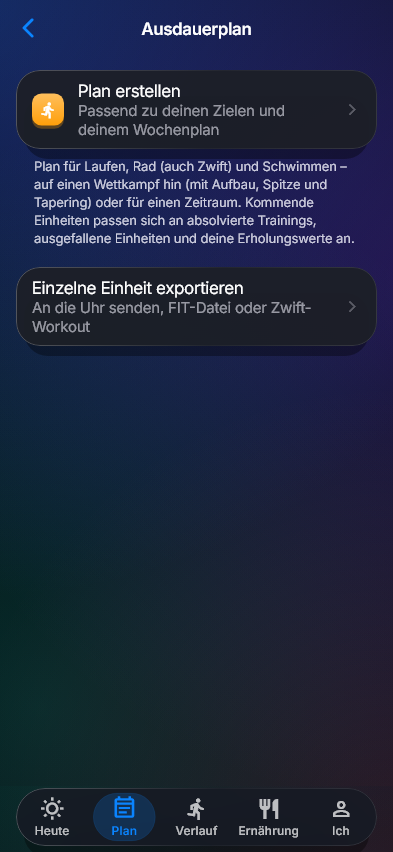 Ausdauerplan
Plan erstellen
Passend zu deinen Zielen und
deinem Wochenplan
Plan für Laufen, Rad (auch Zwift) und Schwimmen –
auf einen Wettkampf hin (mit Aufbau, Spitze und
Tapering) oder für einen Zeitraum. Kommende
Einheiten passen sich an absolvierte Trainings,
ausgefallene Einheiten und deine Erholungswerte an.
Einzelne Einheit exportieren
An die Uhr senden, FIT-Datei oder Zwift-
Workout
Heute
Plan
Verlauf
Ernährung
Ich